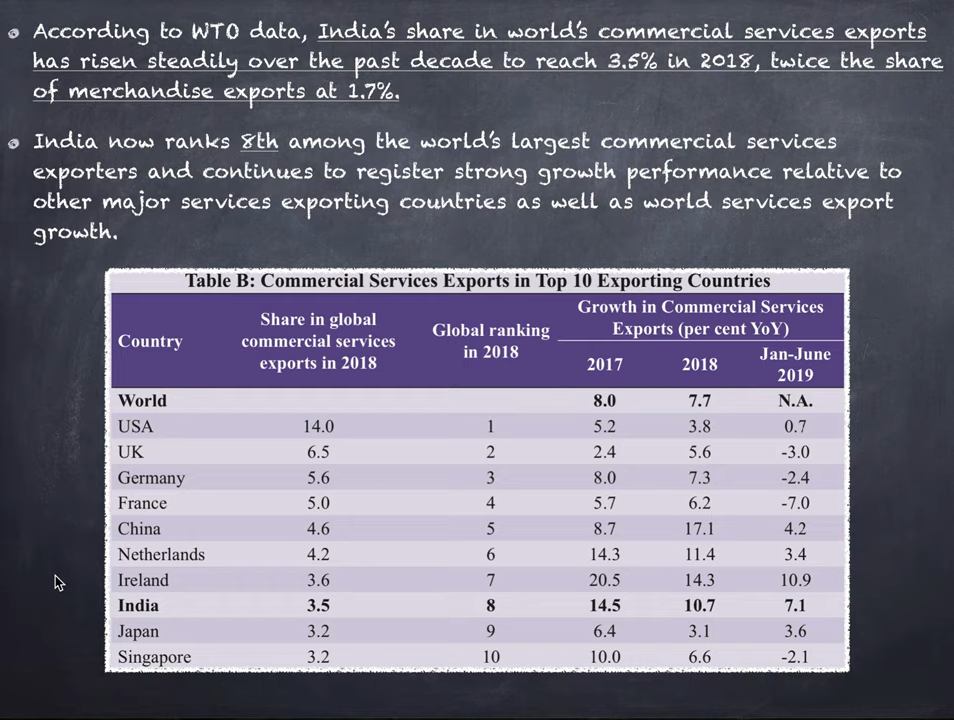 According to WTO data, India's share in world's commercial services exports
has risen steadily over the past decade to reach 3.5% in 2018, twice the share
of merchandise exports at 1.7%.
India now ranks 8th among the world's largest commercial services
exporters and continues to register strong growth performance relative to
other major services exporting countries as well as world services export
growth.
Table B: Commercial Services Exports in Top 10 Exporting Countries
Country
Share in global
commercial services
exports in 2018
Global ranking
in 2018
Growth in Commercial Services
Exports (per cent YoY)
2017 2018 Jan-June
2019
World 8.0 7.7 N.A.
USA 14.0 1 5.2 3.8 0.7
UK 6.5 2 2.4 5.6 -3.0
Germany 5.6 3 8.0 7.3 -2.4
France 5.0 4 5.7 6.2 -7.0
China 4.6 5 8.7 17.1 4.2
Netherlands 4.2 6 14.3 11.4 3.4
Ireland 3.6 7 20.5 14.3 10.9
India 3.5 8 14.5 10.7 7.1
Japan 3.2 9 6.4 3.1 3.6
Singapore 3.2 10 10.0 6.6 -2.1